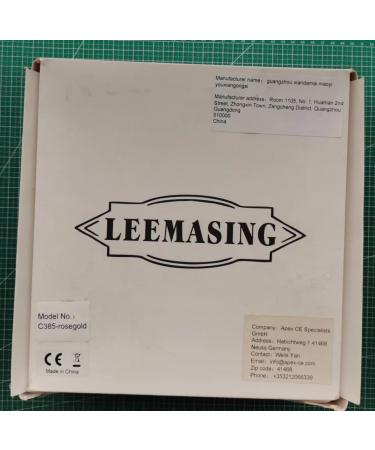 Manufacturer name: guangzhou wandamai maoyi
youxiangongsi
Manufacturer address: Room 1105, No. 1, Huanan 2nd
Street, Zhongxin Town, Zengcheng District, Guangzhou
Guangdong
510000
China
LEEMASING
Model No.:
C385-rosegold
CE
Made in China
Company: Apex CE Specialists
GmbH
Address: Habichtweg 1 41468
Neuss Germany
Contact: Wells Yan
Email: info@apex-ce.com
Zip code: 41468
Phone: +353212066339